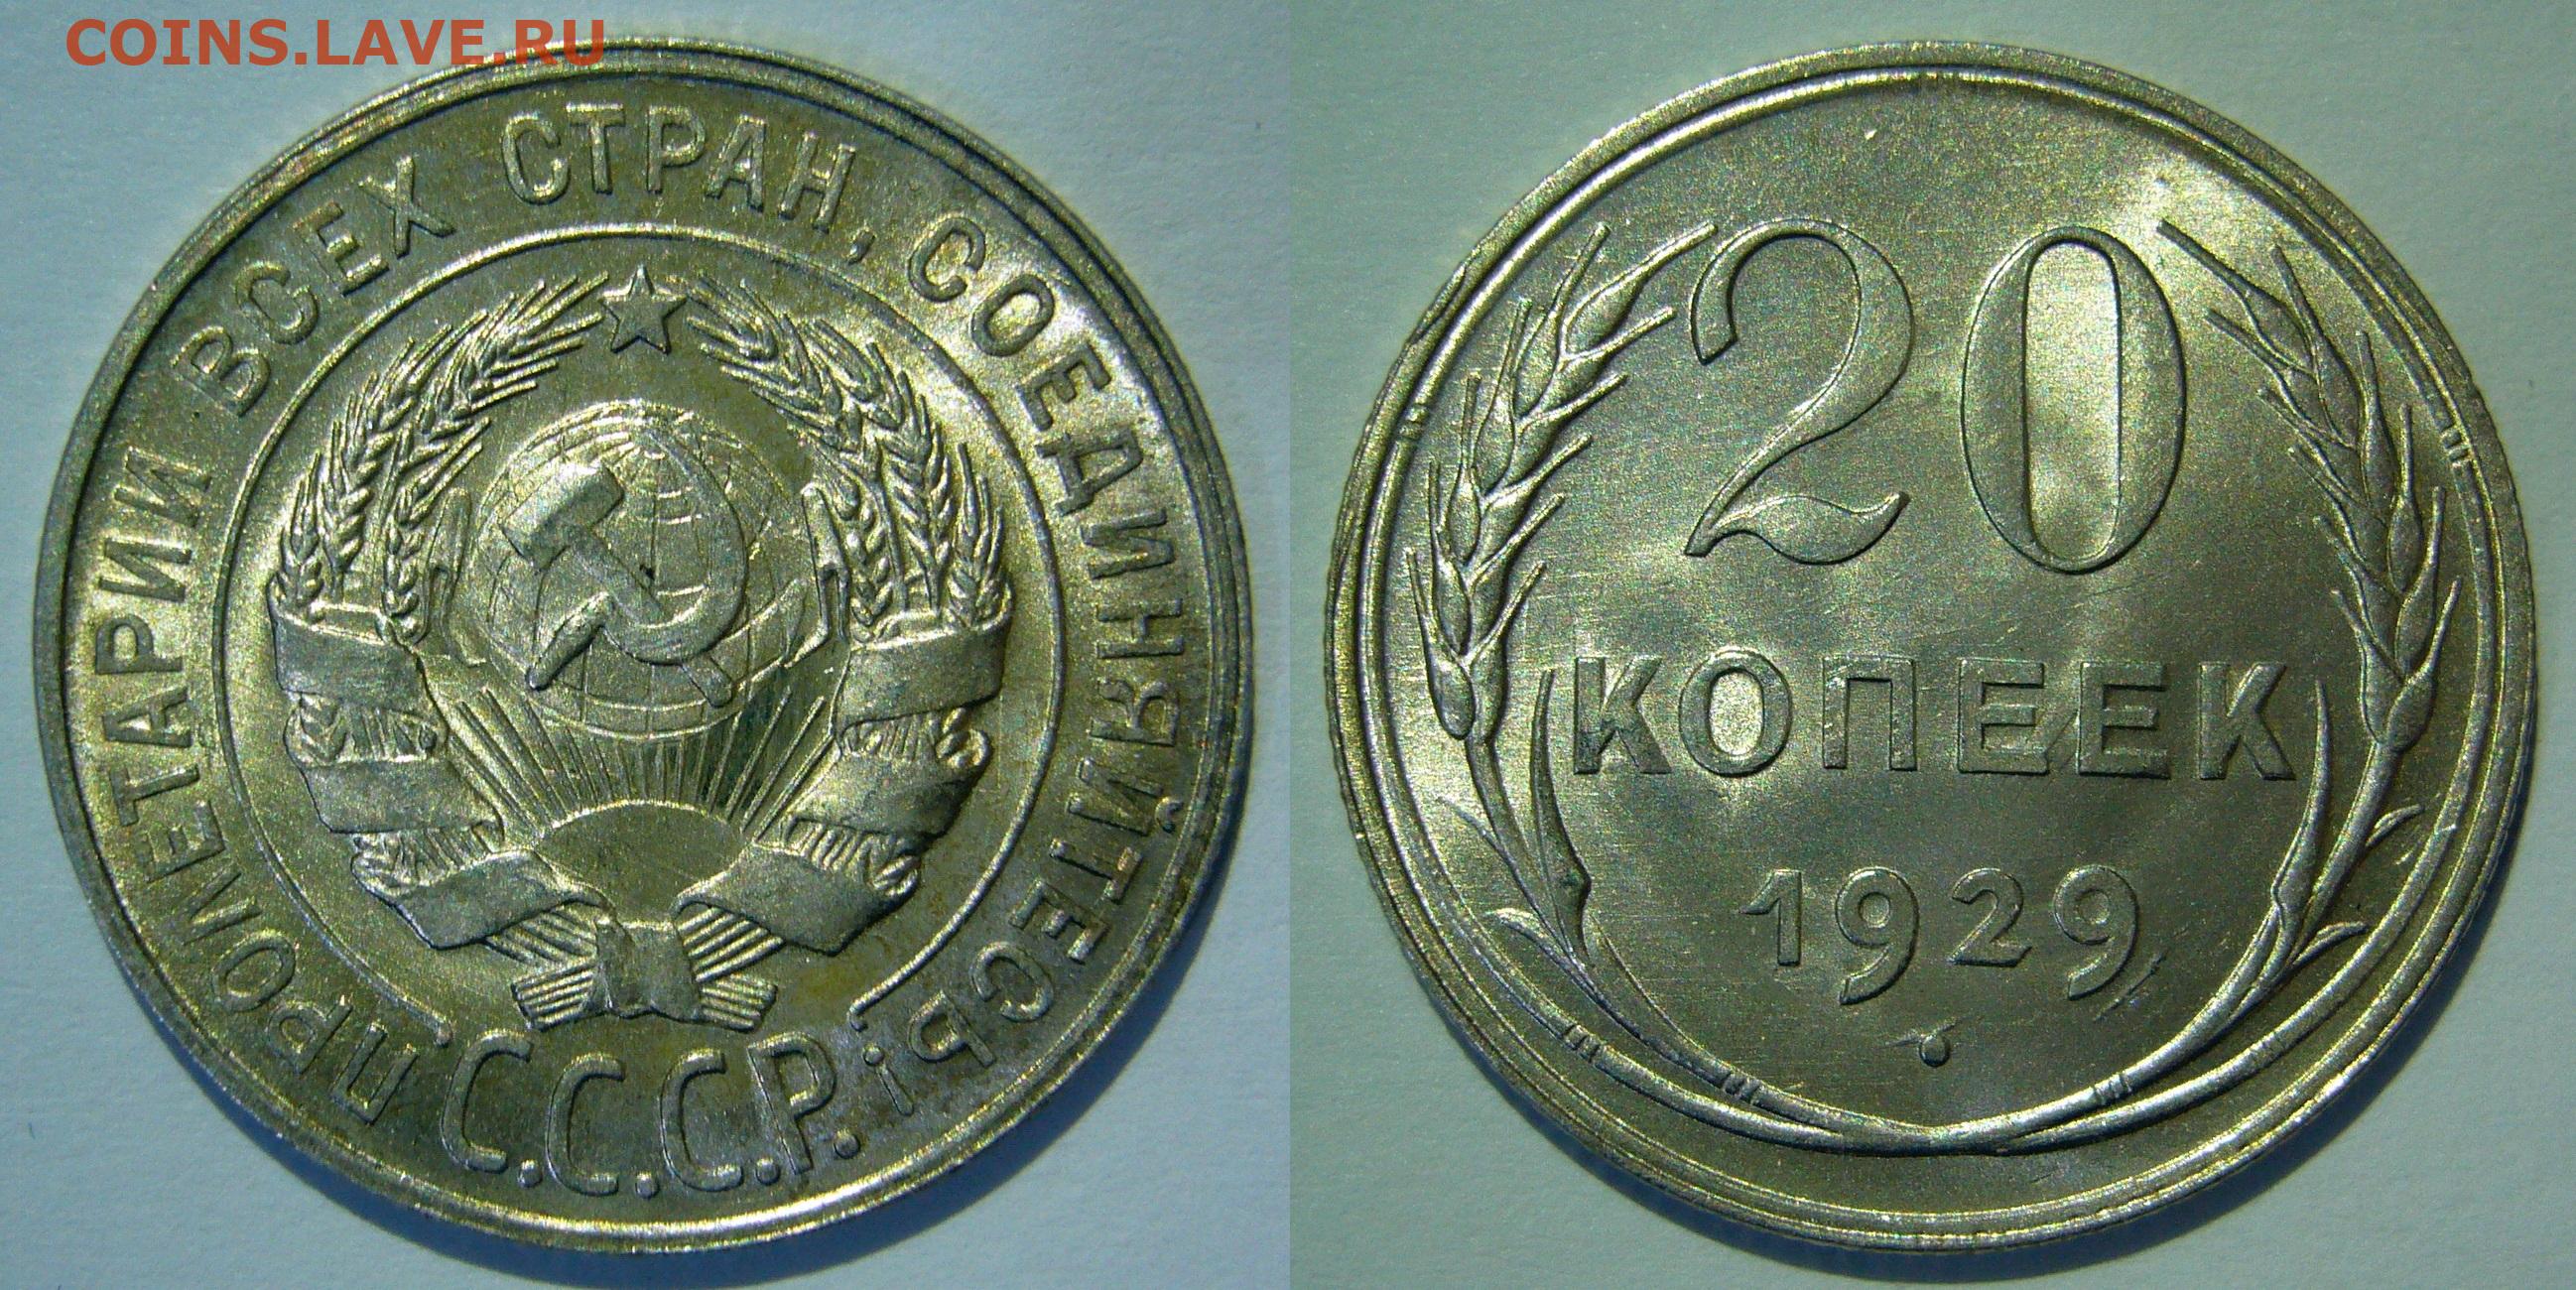 COINS.LAVE.RU
ПРОЛЕТАРИИ ВСЕХ СТРАН, СОЕДИНЯЙТЕСЬ!
С.С.С.Р.
20
КОПЕЕК
1929